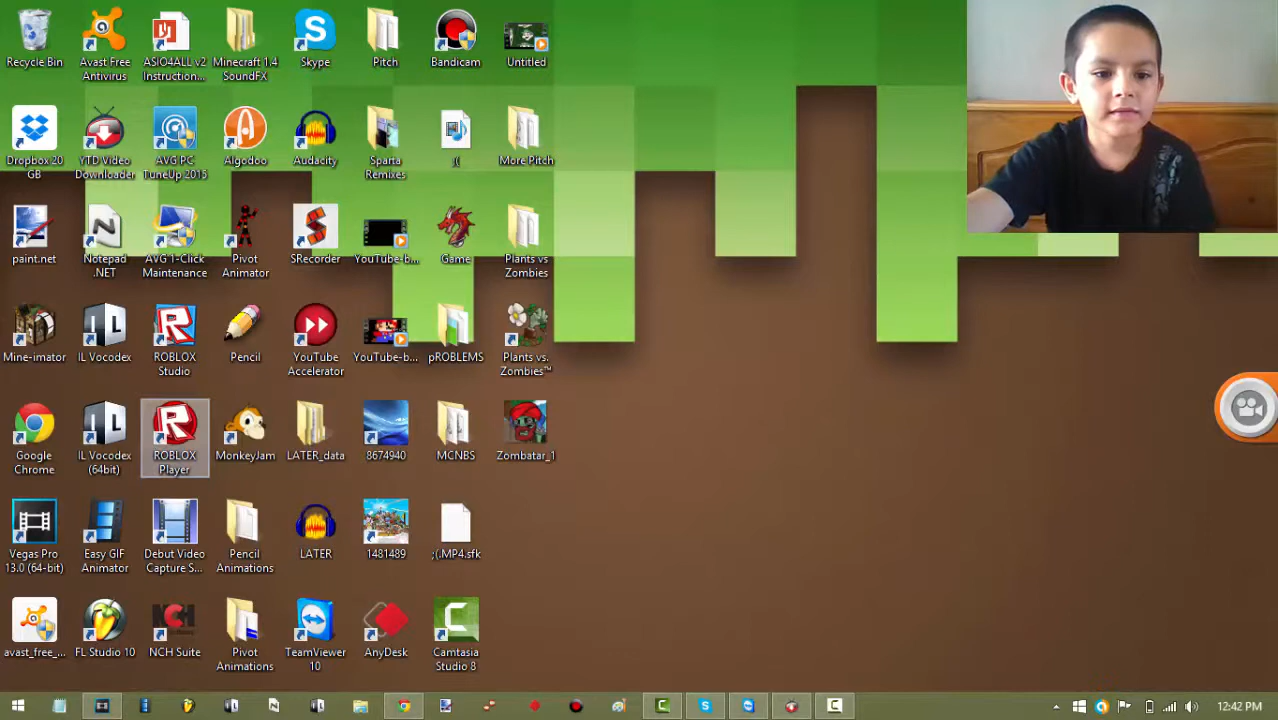 Recycle Bin
Avast Free
Antivirus
ASIO4ALL v2
Instruction...
Minecraft 1.4
SoundFX
Skype
Pitch
Bandicam
Untitled
Dropbox 20
GB
YTD Video
Downloader
AVG PC
TuneUp 2015
Algodoo
Audacity
Sparta
Remixes
;(
More Pitch
paint.net
Notepad
.NET
AVG 1-Click
Maintenance
Pivot
Animator
SRecorder
YouTube-b...
Game
Plants vs
Zombies
Mine-imator
IL Vocodex
ROBLOX
Studio
Pencil
YouTube
Accelerator
YouTube-b...
pROBLEMS
Plants vs.
Zombies™
Google
Chrome
IL Vocodex
(64bit)
ROBLOX
Player
MonkeyJam
LATER_data
8674940
MCNBS
Zombatar_1
Vegas Pro
13.0 (64-bit)
Easy GIF
Animator
Debut Video
Capture S...
Pencil
Animations
LATER
1481489
;(.MP4.sfk
avast_free_...
FL Studio 10
NCH
NCH Suite
Pivot
Animations
TeamViewer
10
AnyDesk
Camtasia
Studio 8
12:42 PM